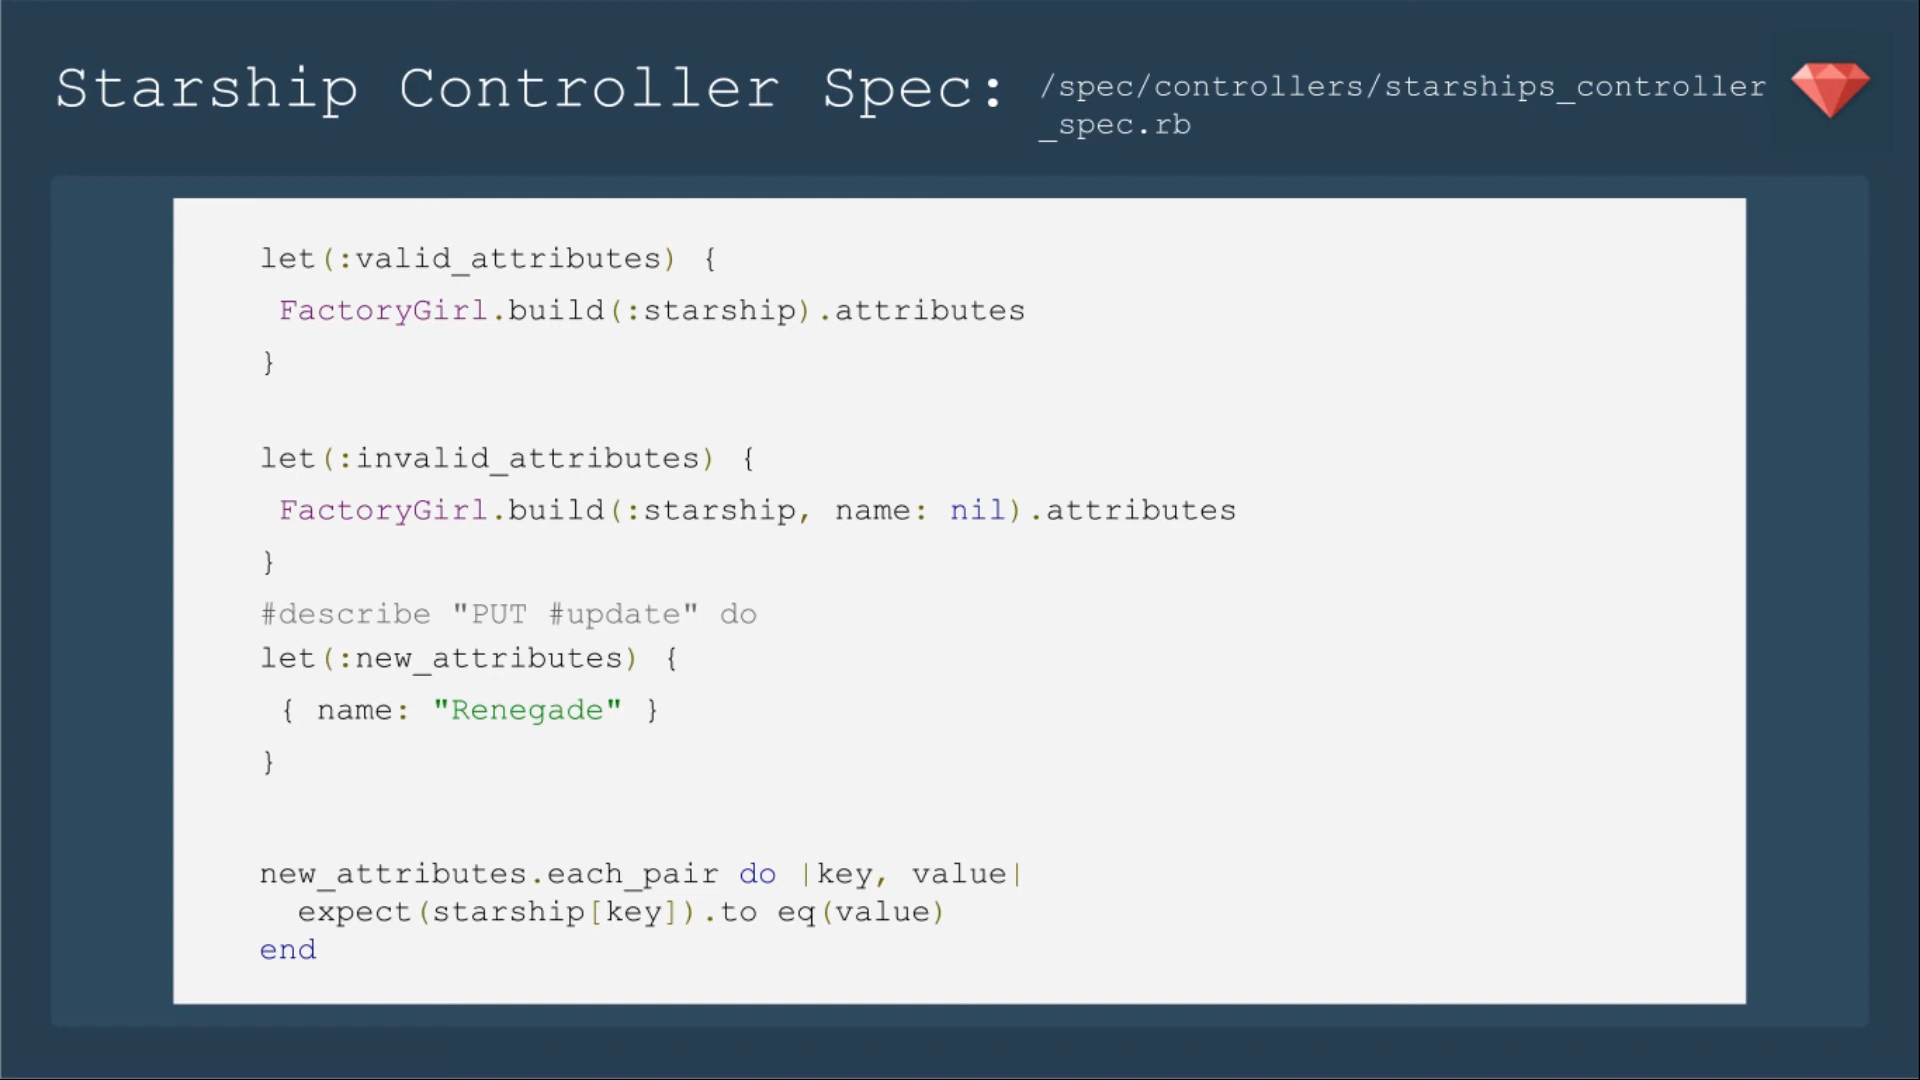 Starship Controller Spec:
/spec/controllers/starships_controller
_spec.rb
let(:valid_attributes) {
FactoryGirl.build(:starship).attributes
}
let(:invalid_attributes) {
FactoryGirl.build(:starship, name: nil).attributes
}
#describe "PUT #update" do
let(:new_attributes) {
{ name: "Renegade" }
}
new_attributes.each_pair do |key, value|
expect(starship[key]).to eq(value)
end